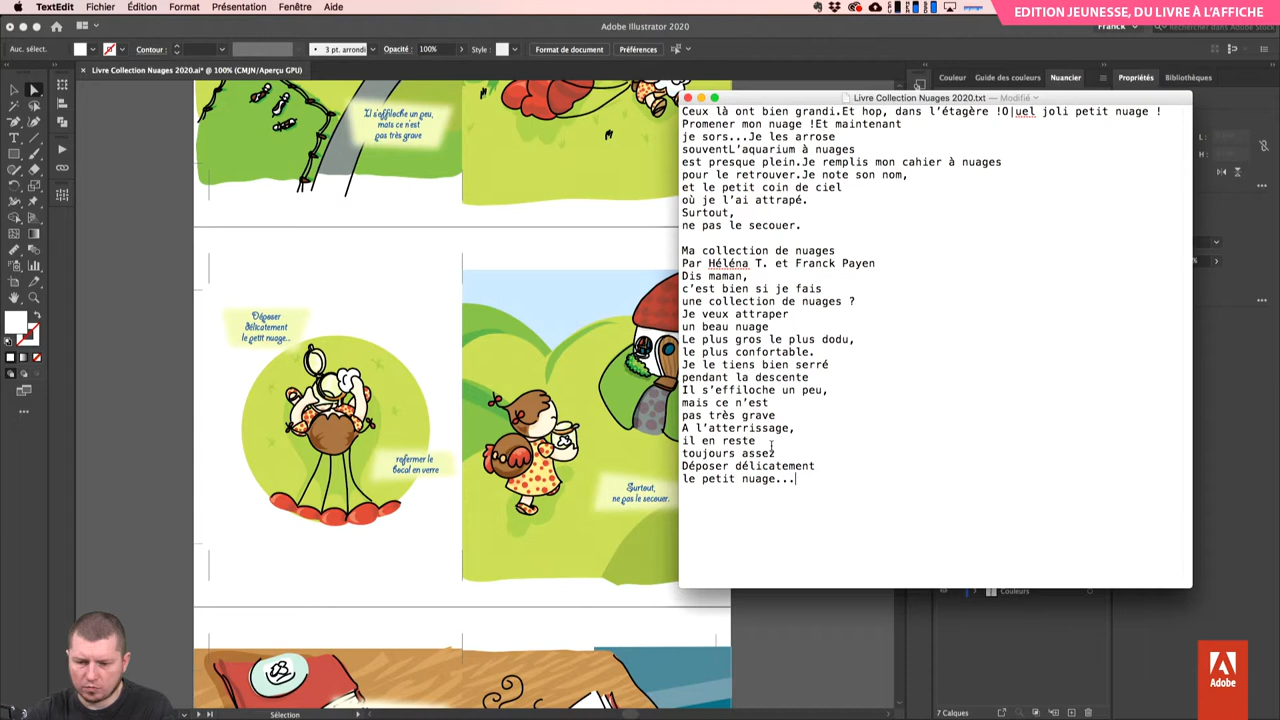 TextEdit Fichier Édition Format Présentation Fenêtre Aide
EDITION JEUNESSE, DU LIVRE À L'AFFICHE
Adobe Illustrator 2020
Franck
Auc. sélect.
Contour :
3 pt. arrondi
Opacité : 100%
Style :
Format de document
Préférences
Livre Collection Nuages 2020.ai* @ 100% (CMJN/Aperçu GPU)
Couleur Guide des couleurs Nuancier
Propriétés Bibliothèques
Il s'effiloche un peu,
mais ce n'est
pas très grave
Déposer
délicatement
le petit nuage...
refermer le
bocal en verre
Surtout,
ne pas le secouer.
Livre Collection Nuages 2020.txt — Modifié
Ceux là ont bien grandi.Et hop, dans l'étagère !O|uel joli petit nuage !
Promener mon nuage !Et maintenant
je sors...Je les arrose
souventL'aquarium à nuages
est presque plein.Je remplis mon cahier à nuages
pour le retrouver.Je note son nom,
et le petit coin de ciel
où je l'ai attrapé.
Surtout,
ne pas le secouer.
Ma collection de nuages
Par Héléna T. et Franck Payen
Dis maman,
c'est bien si je fais
une collection de nuages ?
Je veux attraper
un beau nuage
Le plus gros le plus dodu,
le plus confortable.
Je le tiens bien serré
pendant la descente
Il s'effiloche un peu,
mais ce n'est
pas très grave
A l'atterrissage,
il en reste
toujours assez
Déposer délicatement
le petit nuage...
Couleurs
7 Calques
Sélection
Adobe